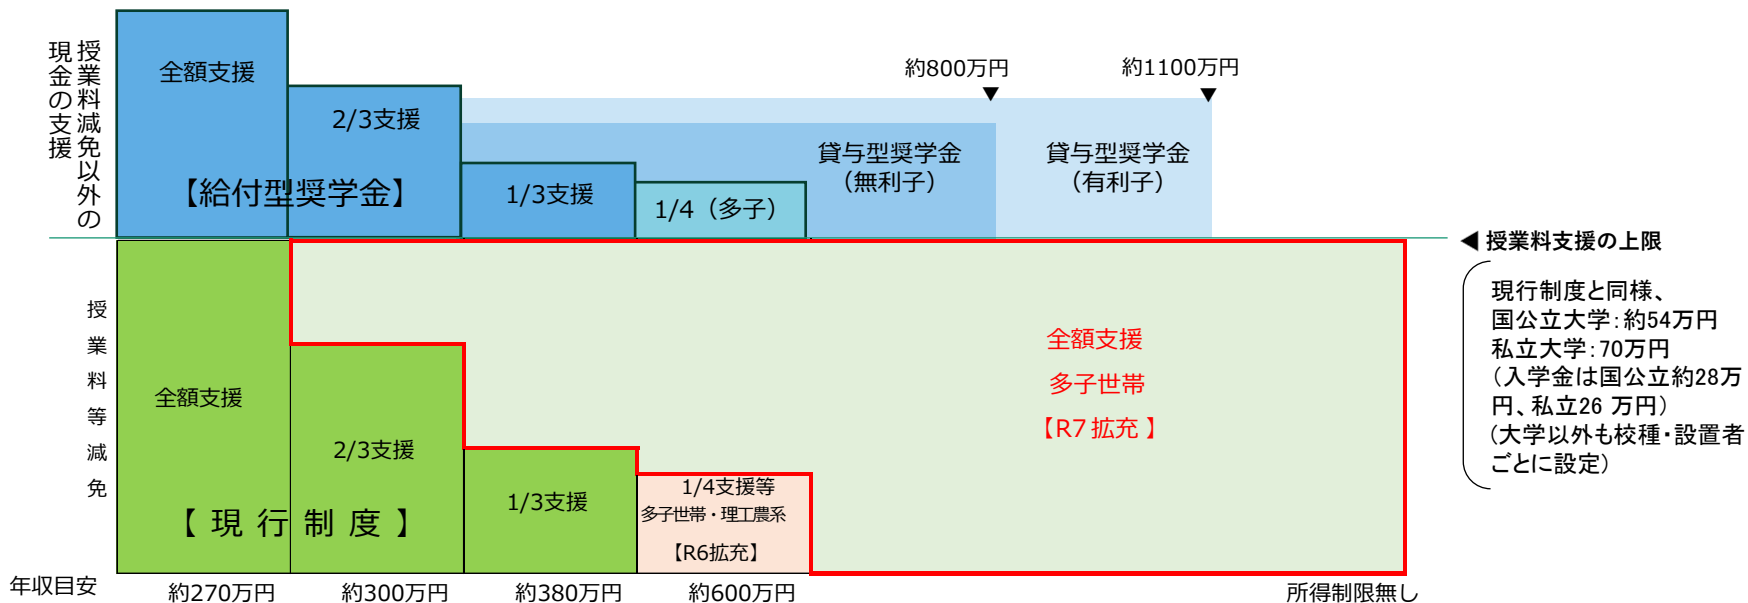 授業料減免以外の
現金の支援
全額支援
2/3支援
【給付型奨学金】
1/3支援
1/4（多子）
約800万円
約1100万円
貸与型奨学金
（無利子）
貸与型奨学金
（有利子）
授業料等減免
全額支援
2/3支援
【現行制度】
1/3支援
1/4支援等
多子世帯・理工農系
【R6拡充】
全額支援
多子世帯
【R7拡充 】
◀ 授業料支援の上限
現行制度と同様、
国公立大学：約54万円
私立大学：70万円
（入学金は国公立約28万
円、私立26 万円）
（大学以外も校種・設置者
ごとに設定）
年収目安
約270万円
約300万円
約380万円
約600万円
所得制限無し